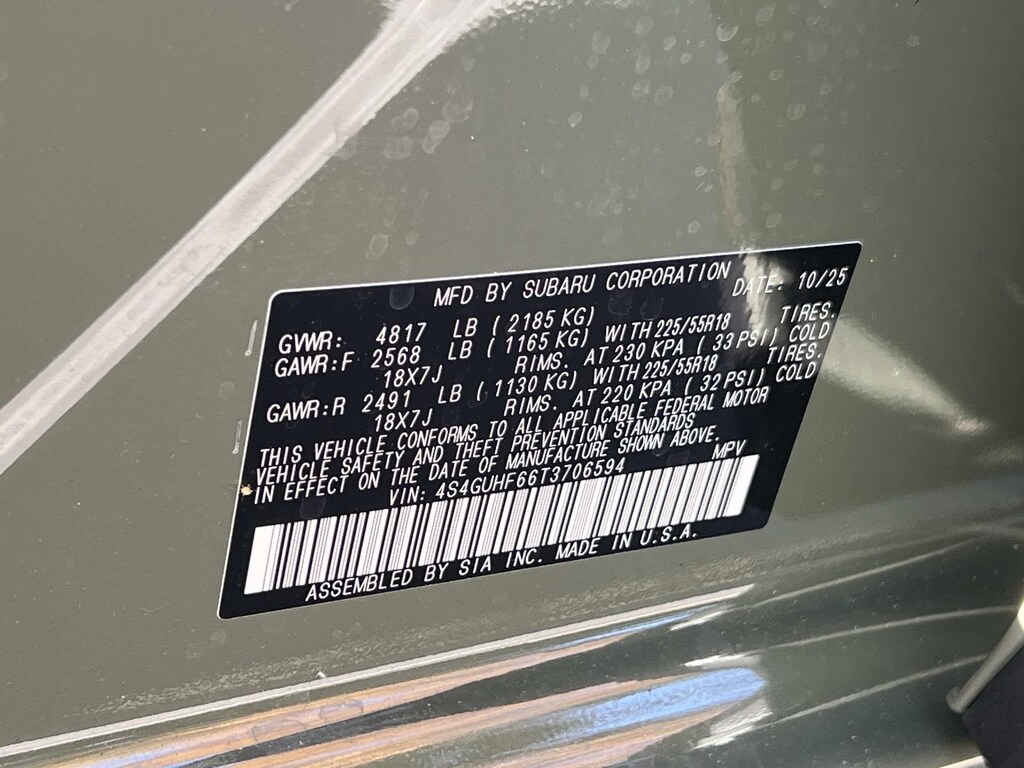 MFD BY SUBARU CORPORATION DATE: 10/25
GVWR: 4817 LB ( 2185 KG)
GAWR:F 2568 LB ( 1165 KG) WITH 225/55R18 TIRES.
18X7J RIMS. AT 230 KPA ( 33 PSI) COLD
GAWR:R 2491 LB ( 1130 KG) WITH 225/55R18 TIRES.
18X7J RIMS. AT 220 KPA ( 32 PSI) COLD
THIS VEHICLE CONFORMS TO ALL APPLICABLE FEDERAL MOTOR
VEHICLE SAFETY AND THEFT PREVENTION STANDARDS
IN EFFECT ON THE DATE OF MANUFACTURE SHOWN ABOVE.
VIN: 4S4GUHF66T3706594 MPV
ASSEMBLED BY SIA INC. MADE IN U.S.A.